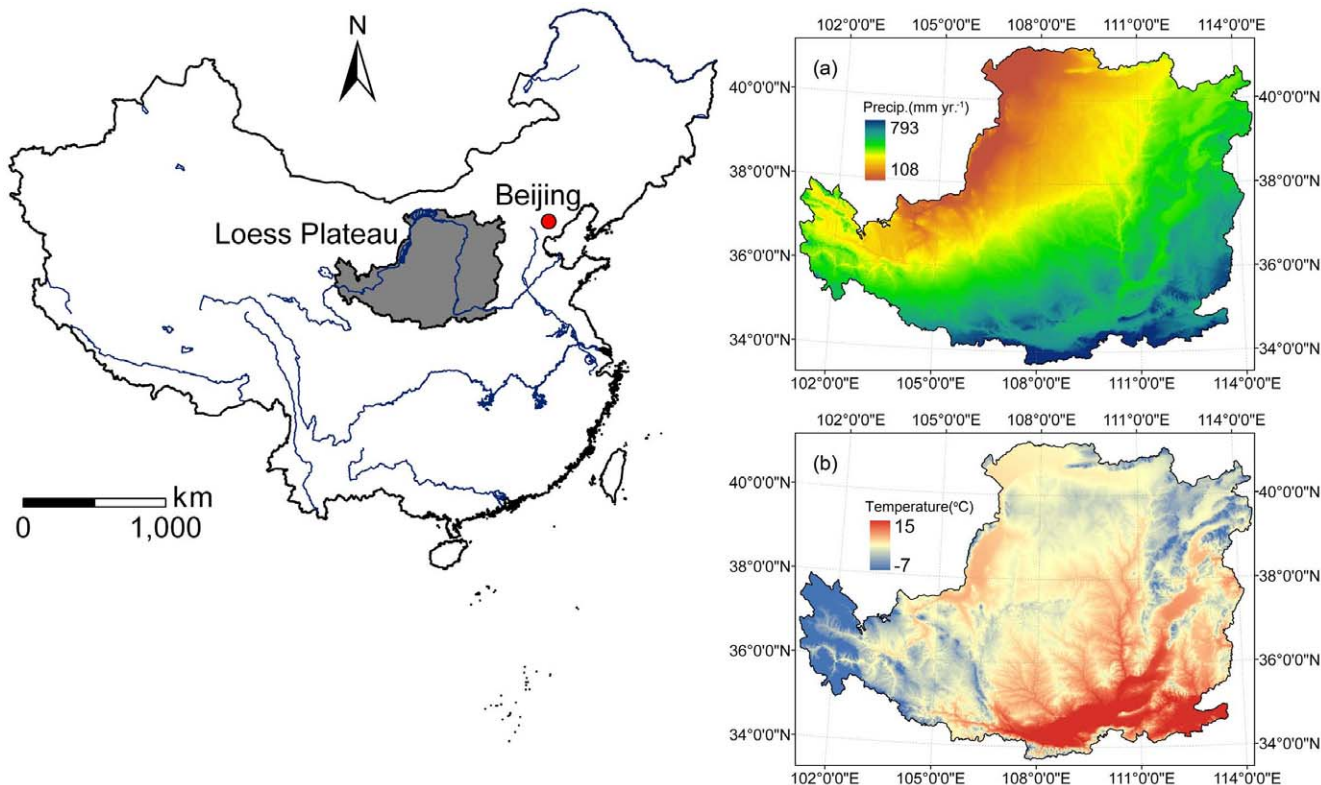 N
Beijing
Loess Plateau
km
0 1,000
102°0'0"E 105°0'0"E 108°0'0"E 111°0'0"E 114°0'0"E
(a)
40°0'0"N 40°0'0"N
Precip.(mm yr.-1)
793
108
38°0'0"N 38°0'0"N
36°0'0"N 36°0'0"N
34°0'0"N 34°0'0"N
102°0'0"E 105°0'0"E 108°0'0"E 111°0'0"E 114°0'0"E
102°0'0"E 105°0'0"E 108°0'0"E 111°0'0"E 114°0'0"E
(b)
40°0'0"N 40°0'0"N
Temperature(°C)
15
-7
38°0'0"N 38°0'0"N
36°0'0"N 36°0'0"N
34°0'0"N 34°0'0"N
102°0'0"E 105°0'0"E 108°0'0"E 111°0'0"E 114°0'0"E